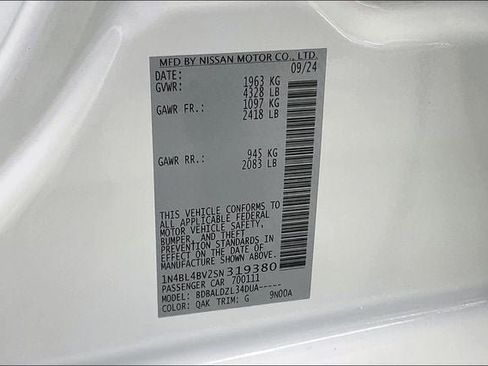 MFD BY NISSAN MOTOR CO., LTD.
DATE: 09/24
GVWR: 1963 KG
4328 LB
GAWR FR.: 1097 KG
2418 LB
GAWR RR.: 945 KG
2083 LB
THIS VEHICLE CONFORMS TO
ALL APPLICABLE FEDERAL
MOTOR VEHICLE SAFETY,
BUMPER, AND THEFT
PREVENTION STANDARDS IN
EFFECT ON THE DATE OF
MANUFACTURE SHOWN ABOVE.
1N4BL4BV2SN319380
PASSENGER CAR 700111
MODEL: BDBALDZL34DUA-----
COLOR: QAK TRIM: G 9N00A